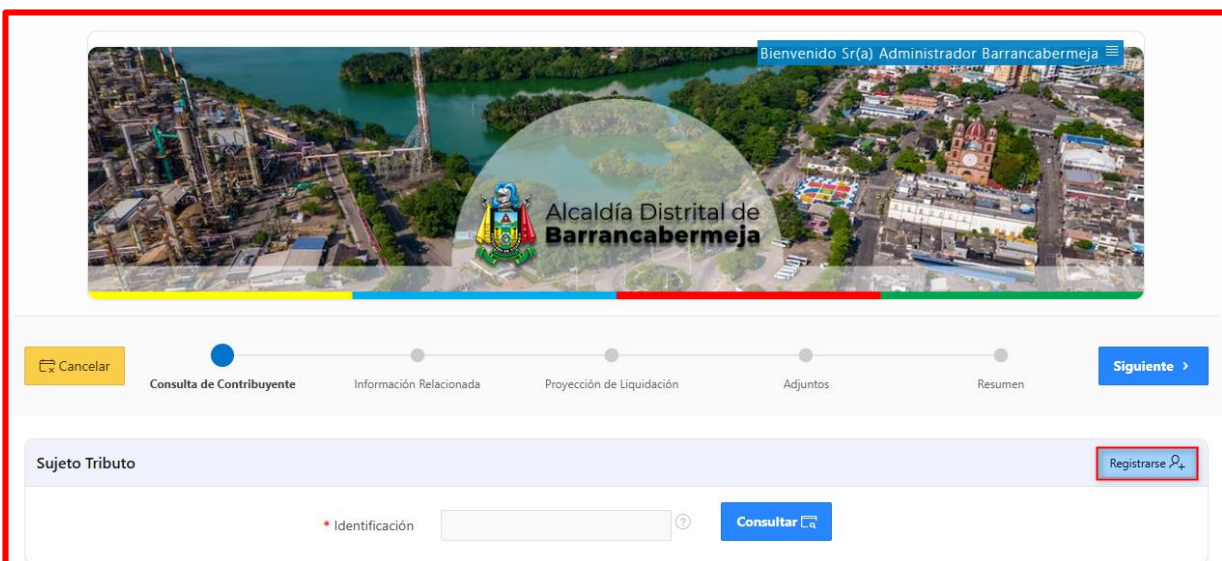 Bienvenido Sr(a) Administrador Barrancabermeja
Alcaldía Distrital de
Barrancabermeja
Cancelar
Consulta de Contribuyente
Información Relacionada
Proyección de Liquidación
Adjuntos
Resumen
Siguiente >
Sujeto Tributo
Registrarse
* Identificación
?
Consultar